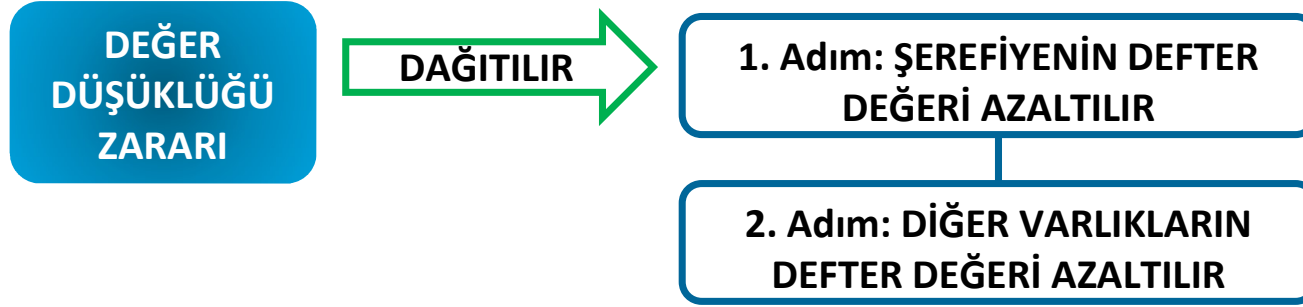 DEĞER
DÜŞÜKLÜĞÜ
ZARARI
DAĞITILIR
1. Adım: ŞEREFİYENİN DEFTER
DEĞERİ AZALTILIR
2. Adım: DİĞER VARLIKLARIN
DEFTER DEĞERİ AZALTILIR